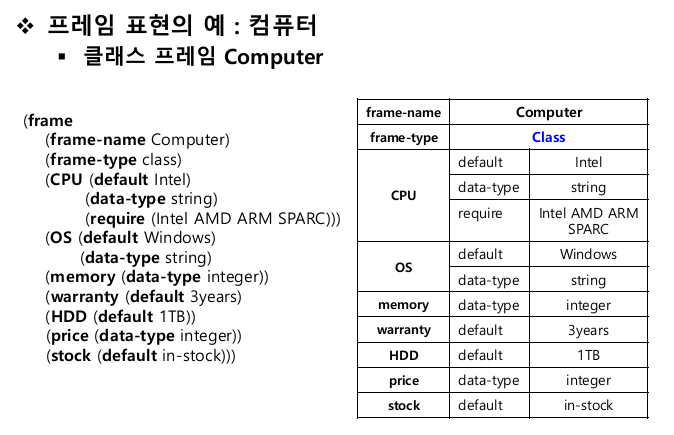 ❖ 프레임 표현의 예 : 컴퓨터
▪ 클래스 프레임 Computer
(frame
(frame-name Computer)
(frame-type class)
(CPU (default Intel)
(data-type string)
(require (Intel AMD ARM SPARC)))
(OS (default Windows)
(data-type string)
(memory (data-type integer))
(warranty (default 3years)
(HDD (default 1TB))
(price (data-type integer))
(stock (default in-stock)))
frame-name Computer
frame-type Class
CPU
default Intel
data-type string
require Intel AMD ARM
SPARC
OS
default Windows
data-type string
memory data-type integer
warranty default 3years
HDD default 1TB
price data-type integer
stock default in-stock